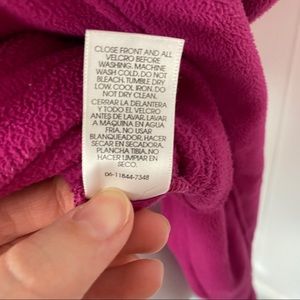 CLOSE FRONT AND ALL
VELCRO BEFORE
WASHING. MACHINE
WASH COLD. DO NOT
BLEACH. TUMBLE DRY
LOW. COOL IRON. DO
NOT DRY CLEAN.
CERRAR LA DELANTERA
Y TODO EL VELCRO
ANTES DE LAVAR. LAVAR
A MÁQUINA EN AGUA
FRÍA. NO USAR
BLANQUEADOR. HACER
SECAR EN SECADORA.
PLANCHA TIBIA. NO
HACER LIMPIAR EN
SECO.
D6-11844-7348